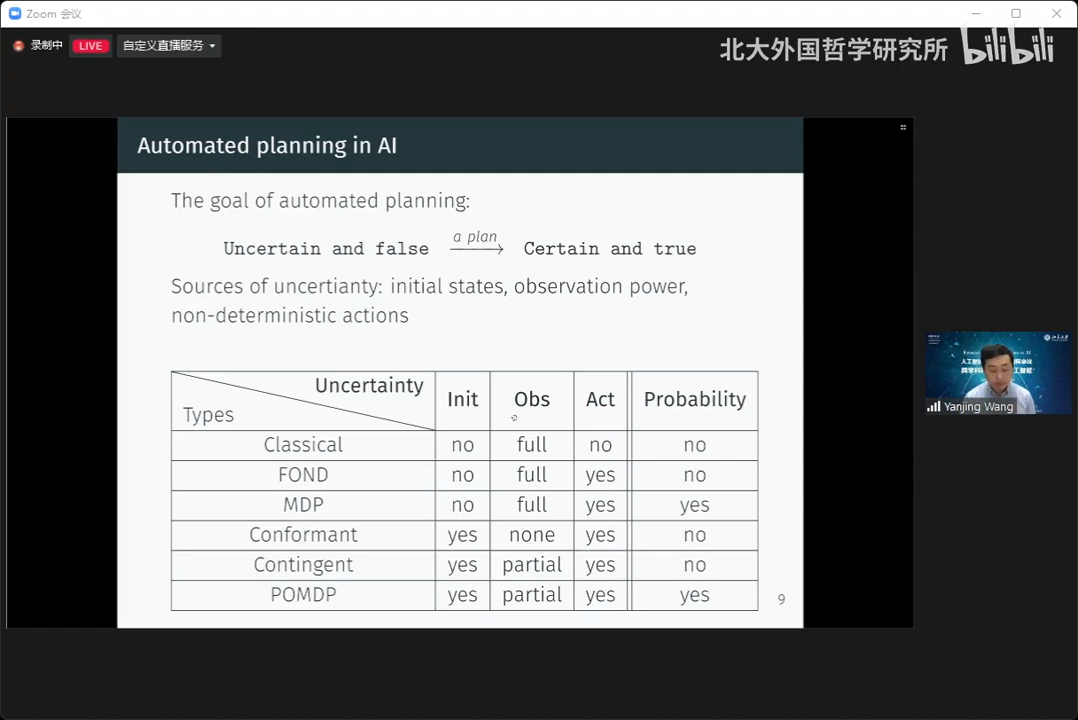 Zoom 会议
录制中 LIVE 自定义直播服务
北大外国哲学研究所 bilibili
Automated planning in AI
The goal of automated planning:
a plan
Uncertain and false Certain and true
Sources of uncertianty: initial states, observation power,
non-deterministic actions
Uncertainty Init Obs Act Probability
Types
Classical no full no no
FOND no full yes no
MDP no full yes yes
Conformant yes none yes no
Contingent yes partial yes no
POMDP yes partial yes yes
9
Yanjing Wang